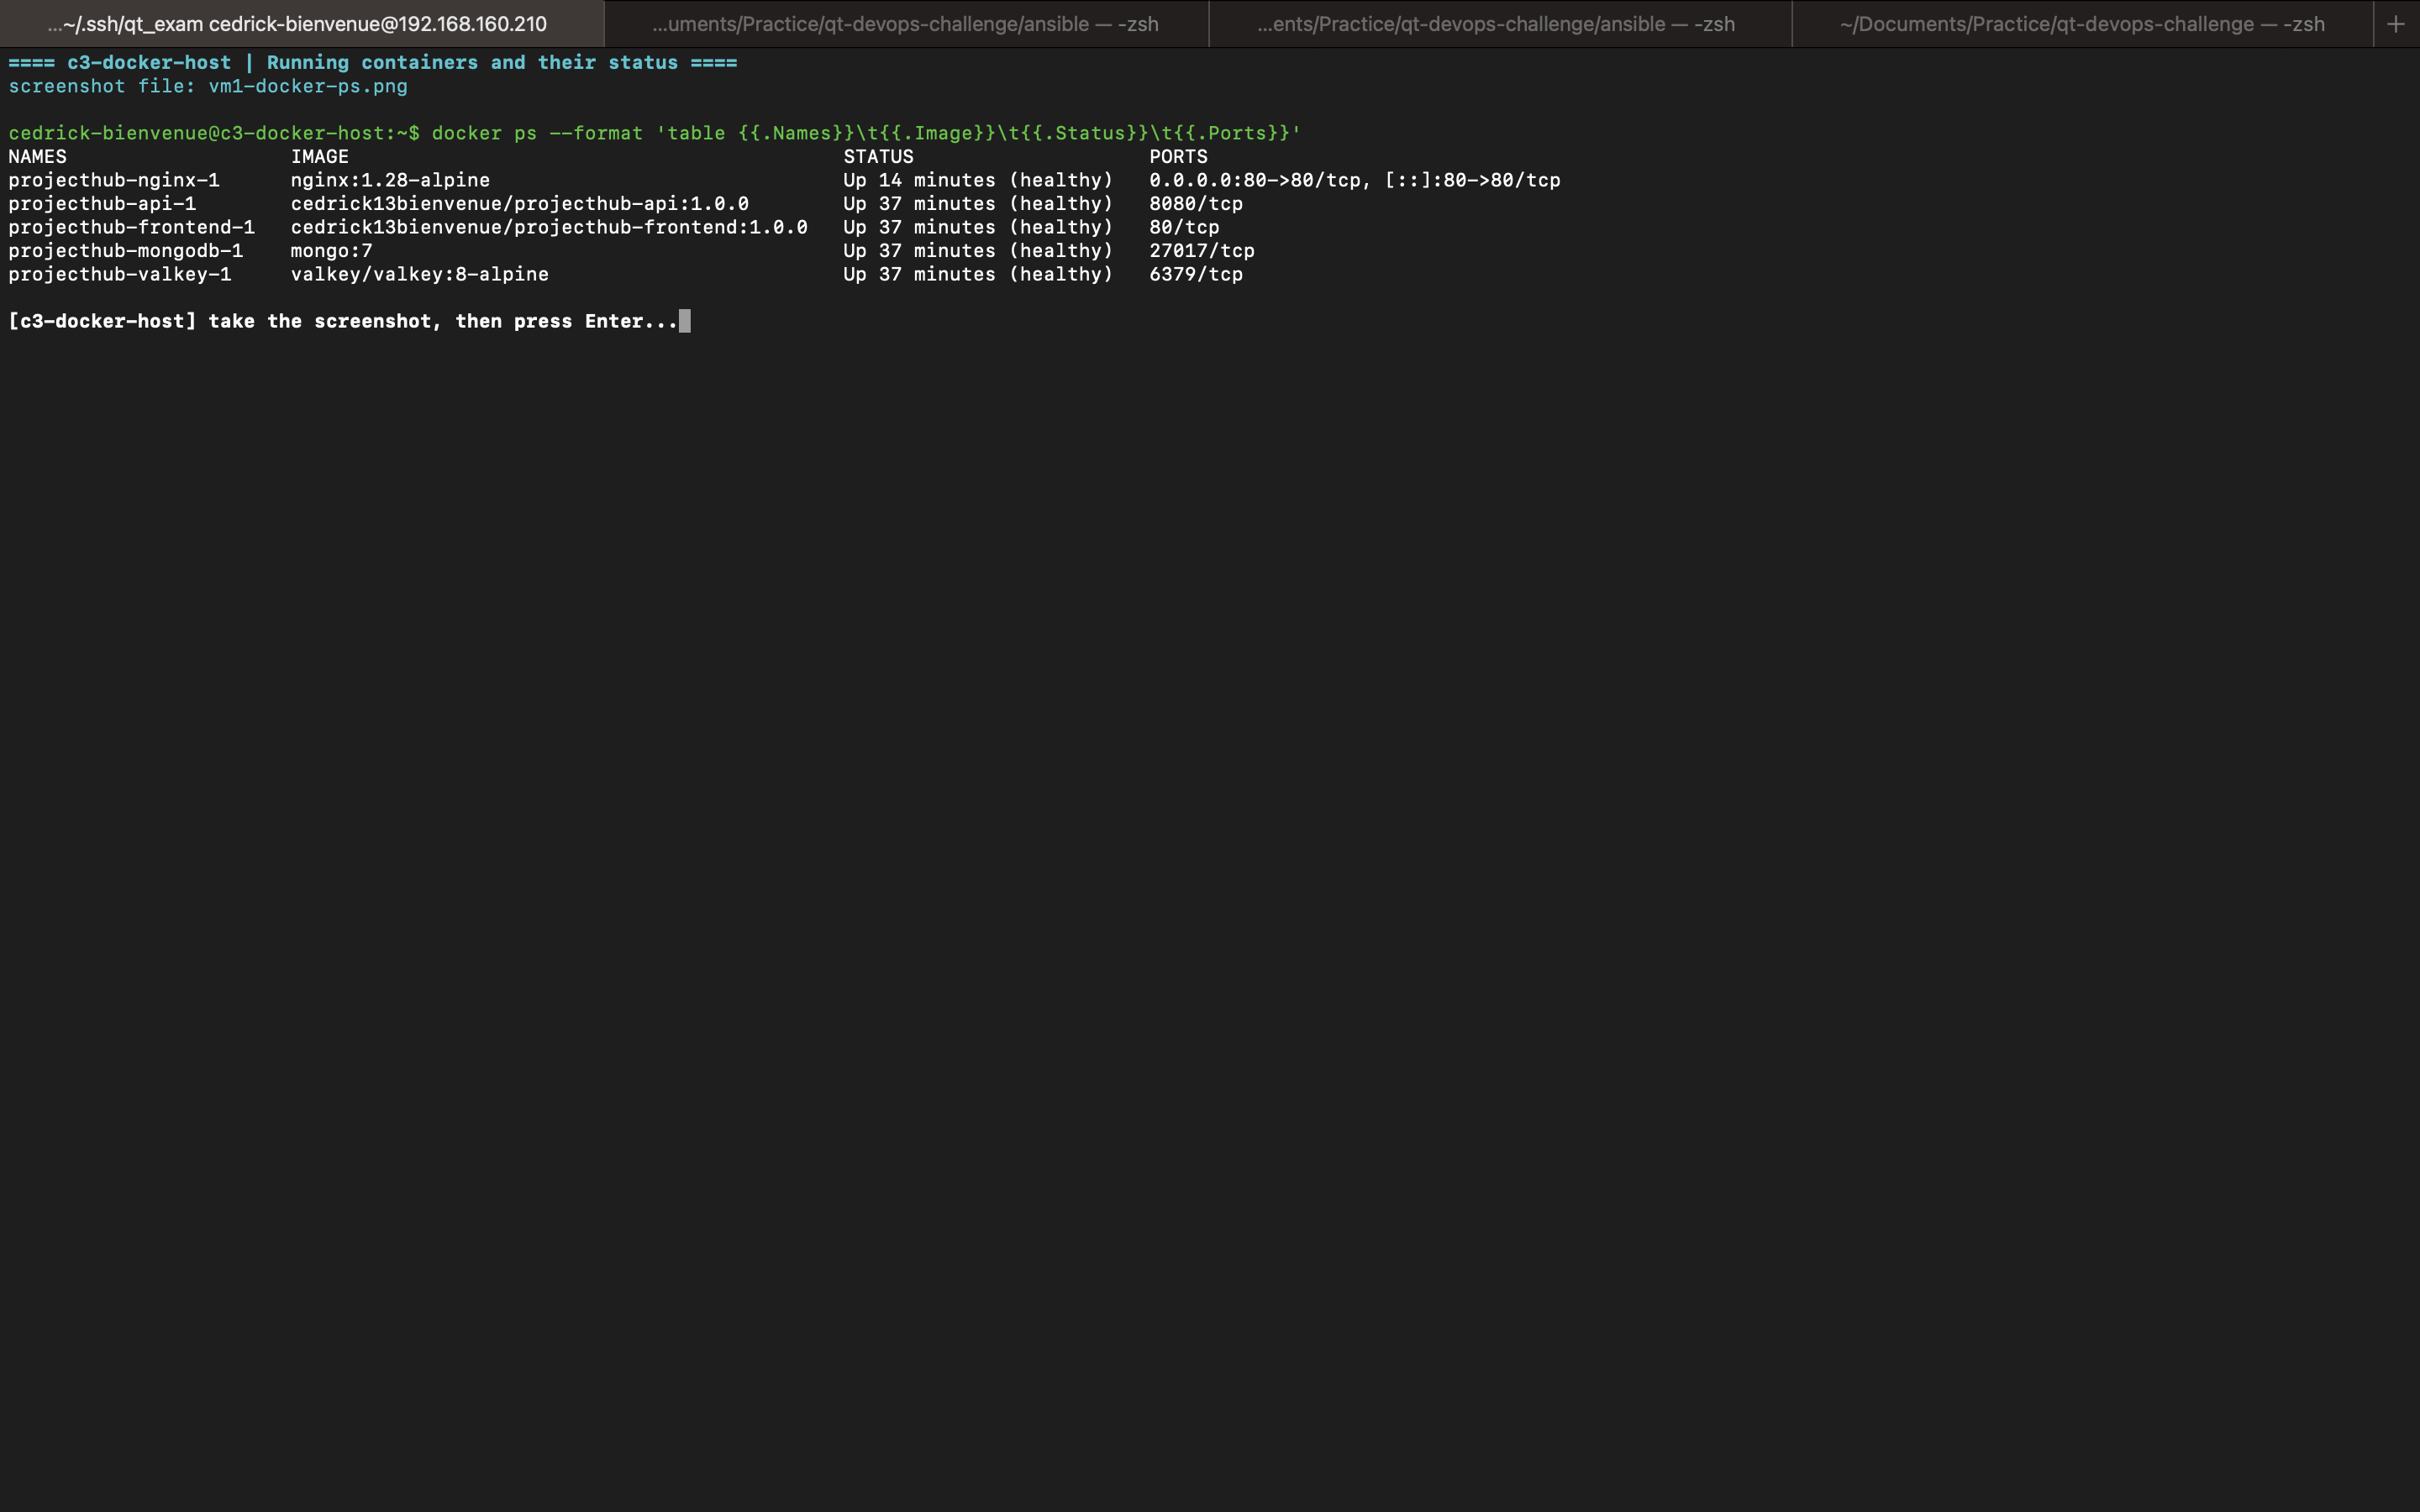 ...~/.ssh/qt_exam cedrick-bienvenue@192.168.160.210 ...uments/Practice/qt-devops-challenge/ansible — -zsh ...ents/Practice/qt-devops-challenge/ansible — -zsh ~/Documents/Practice/qt-devops-challenge — -zsh +
==== c3-docker-host | Running containers and their status ====
screenshot file: vm1-docker-ps.png
cedrick-bienvenue@c3-docker-host:~$ docker ps --format 'table {{.Names}}\t{{.Image}}\t{{.Status}}\t{{.Ports}}'
NAMES IMAGE STATUS PORTS
projecthub-nginx-1 nginx:1.28-alpine Up 14 minutes (healthy) 0.0.0.0:80->80/tcp, [::]:80->80/tcp
projecthub-api-1 cedrick13bienvenue/projecthub-api:1.0.0 Up 37 minutes (healthy) 8080/tcp
projecthub-frontend-1 cedrick13bienvenue/projecthub-frontend:1.0.0 Up 37 minutes (healthy) 80/tcp
projecthub-mongodb-1 mongo:7 Up 37 minutes (healthy) 27017/tcp
projecthub-valkey-1 valkey/valkey:8-alpine Up 37 minutes (healthy) 6379/tcp
[c3-docker-host] take the screenshot, then press Enter...